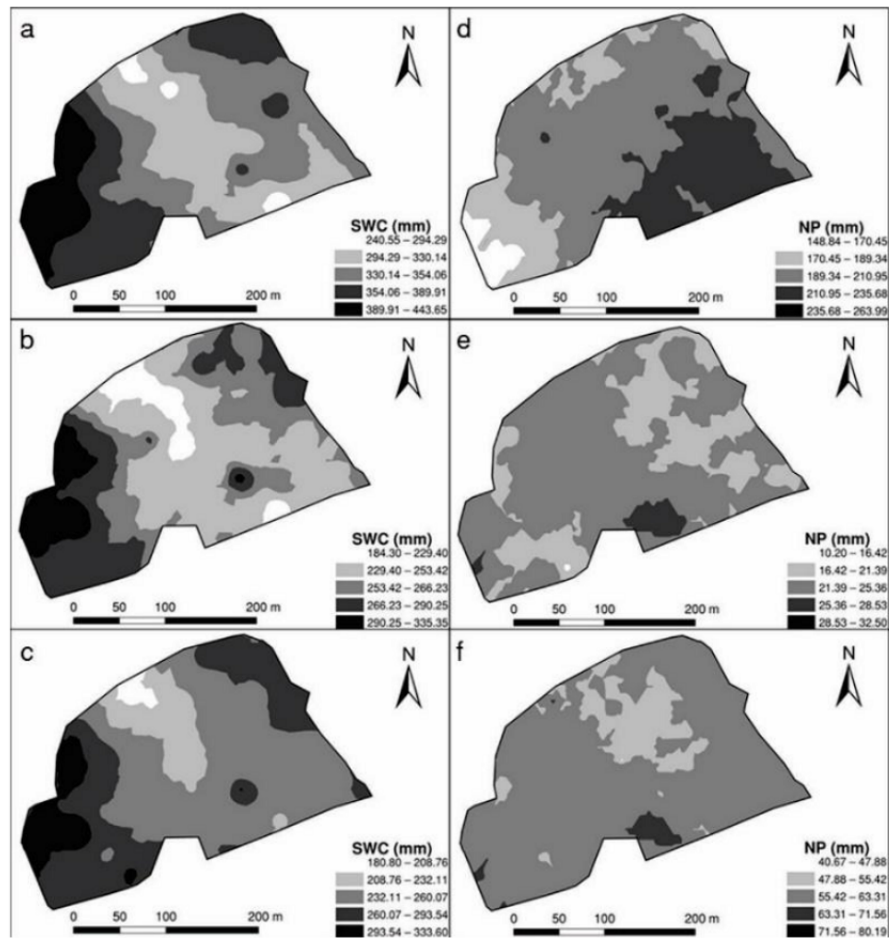 a
N
SWC (mm)
240.55 – 294.29
294.29 – 330.14
330.14 – 354.06
354.06 – 389.91
389.91 – 443.65
0 50 100 200 m
d
N
NP (mm)
148.84 – 170.45
170.45 – 189.34
189.34 – 210.95
210.95 – 235.68
235.68 – 263.99
0 50 100 200 m
b
N
SWC (mm)
184.30 – 229.40
229.40 – 253.42
253.42 – 266.23
266.23 – 290.25
290.25 – 335.35
0 50 100 200 m
e
N
NP (mm)
10.20 – 16.42
16.42 – 21.39
21.39 – 25.36
25.36 – 28.53
28.53 – 32.50
0 50 100 200 m
c
N
SWC (mm)
180.80 – 208.76
208.76 – 232.11
232.11 – 260.07
260.07 – 293.54
293.54 – 333.60
0 50 100 200 m
f
N
NP (mm)
40.67 – 47.88
47.88 – 55.42
55.42 – 63.31
63.31 – 71.56
71.56 – 80.19
0 50 100 200 m